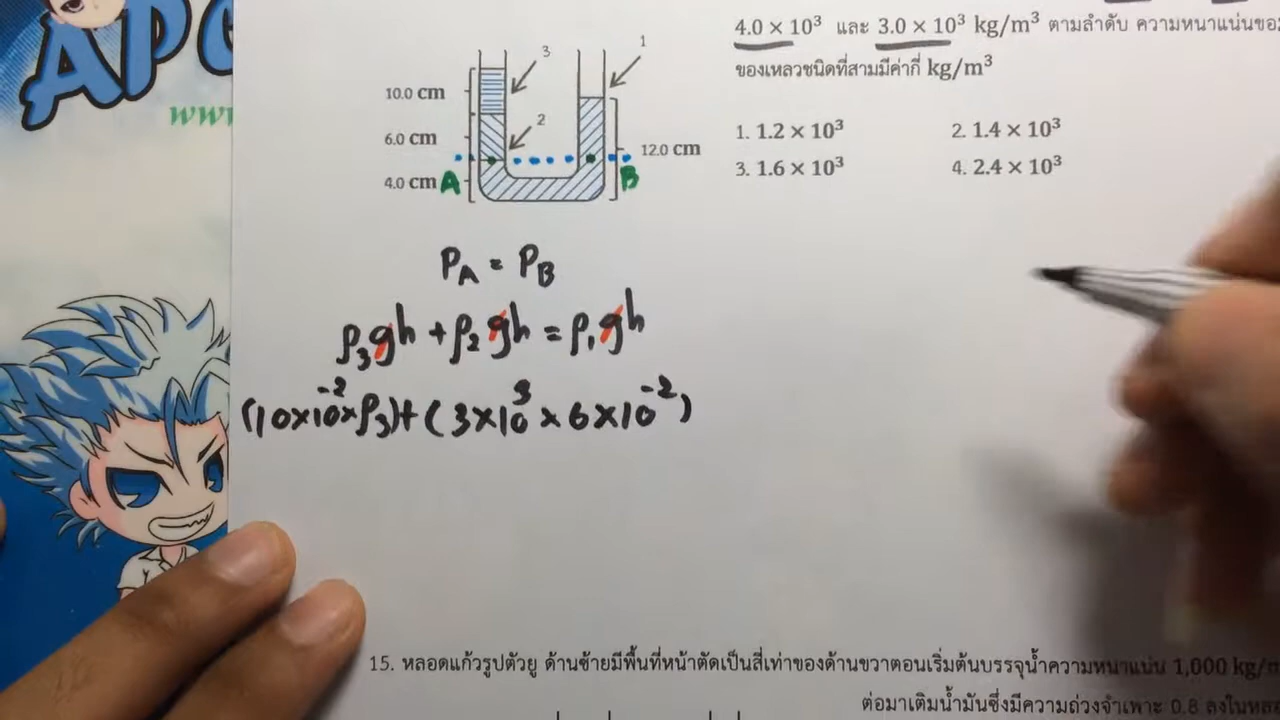 4.0 × 10³ และ 3.0 × 10³ kg/m³ ตามลำดับ ความหนาแน่นของ
ของเหลวชนิดที่สามมีค่ากี่ kg/m³
1. 1.2 × 10³ 2. 1.4 × 10³
3. 1.6 × 10³ 4. 2.4 × 10³
3
1
10.0 cm
2
6.0 cm
12.0 cm
4.0 cm A B
P_A = P_B
ρ₃gh + ρ₂gh = ρ₁gh
(10×10⁻²×ρ₃)+(3×10³×6×10⁻²)
15. หลอดแก้วรูปตัวยู ด้านซ้ายมีพื้นที่หน้าตัดเป็นสี่เท่าของด้านขวาตอนเริ่มต้นบรรจุน้ำความหนาแน่น 1,000 kg/
ต่อมาเติมน้ำมันซึ่งมีความถ่วงจำเพาะ 0.8 ลงในหลอ
www